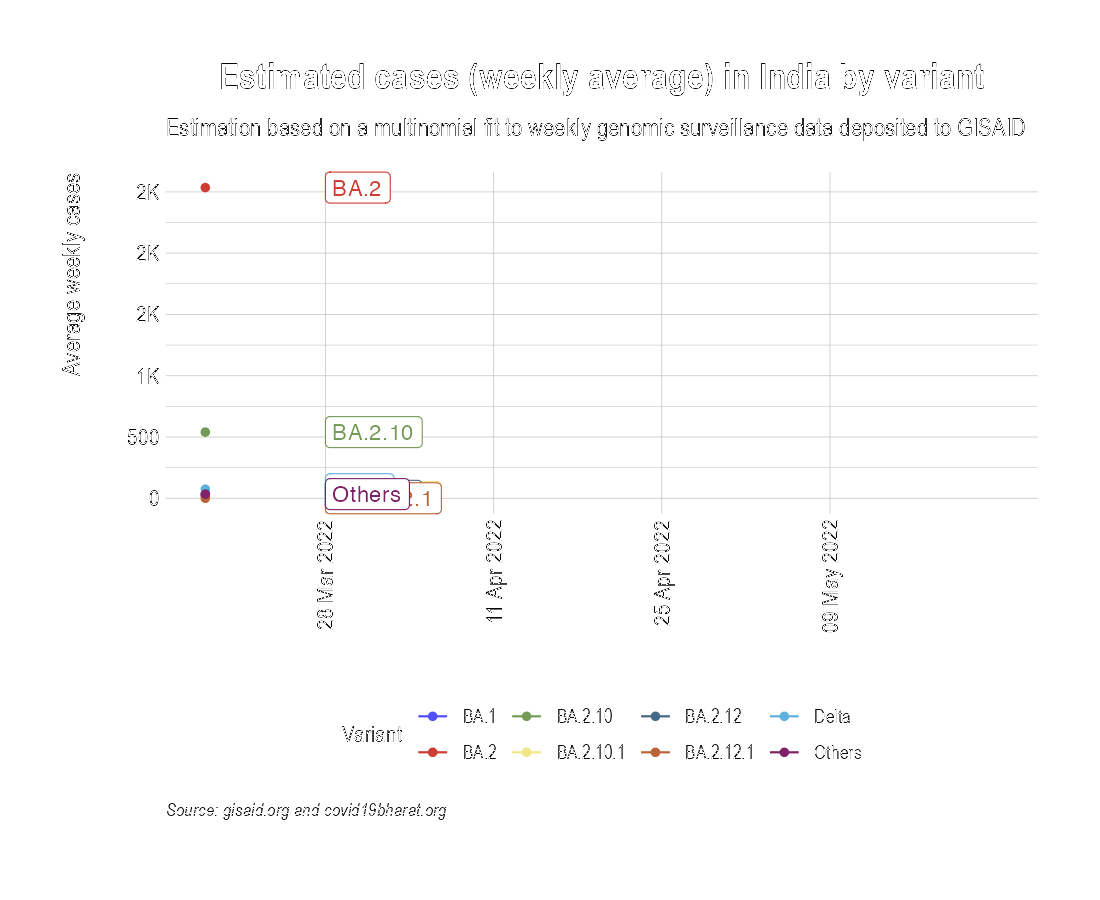 Estimated cases (weekly average) in India by variant
Estimation based on a multinomial fit to weekly genomic surveillance data deposited to GISAID
Average weekly cases
2K
2K
2K
1K
500
0
BA.2
BA.2.10
Others
2.1
28 Mar 2022
11 Apr 2022
25 Apr 2022
09 May 2022
Variant
BA.1
BA.2.10
BA.2.12
Delta
BA.2
BA.2.10.1
BA.2.12.1
Others
Source: gisaid.org and covid19bharat.org